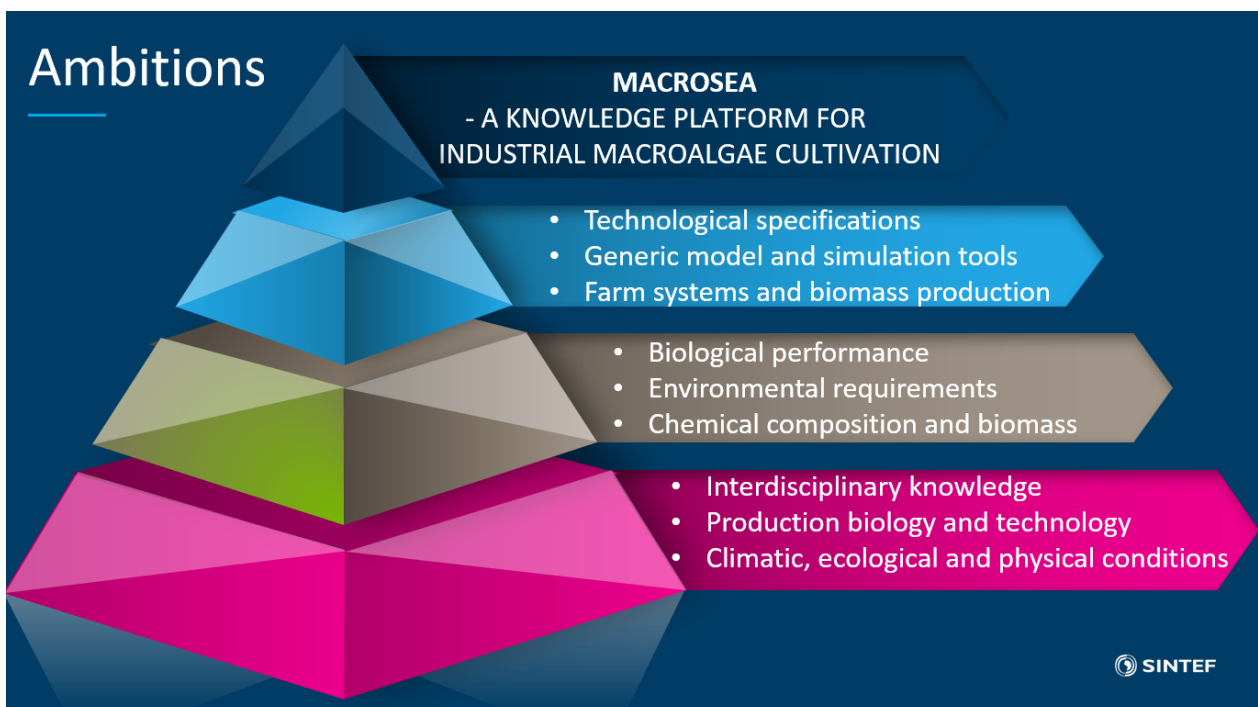 Ambitions
MACROSEA
- A KNOWLEDGE PLATFORM FOR
INDUSTRIAL MACROALGAE CULTIVATION
• Technological specifications
• Generic model and simulation tools
• Farm systems and biomass production
• Biological performance
• Environmental requirements
• Chemical composition and biomass
• Interdisciplinary knowledge
• Production biology and technology
• Climatic, ecological and physical conditions
SINTEF